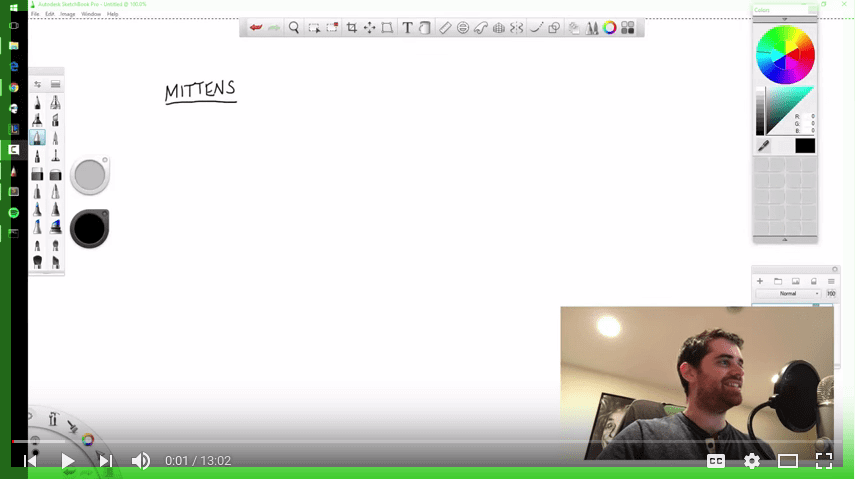 Autodesk SketchBook Pro - Untitled @ 100.0%
File Edit Image Window Help
Colors
T
MITTENS
R: 0
G: 0
B: 0
Normal
100
0:01 / 13:02
CC